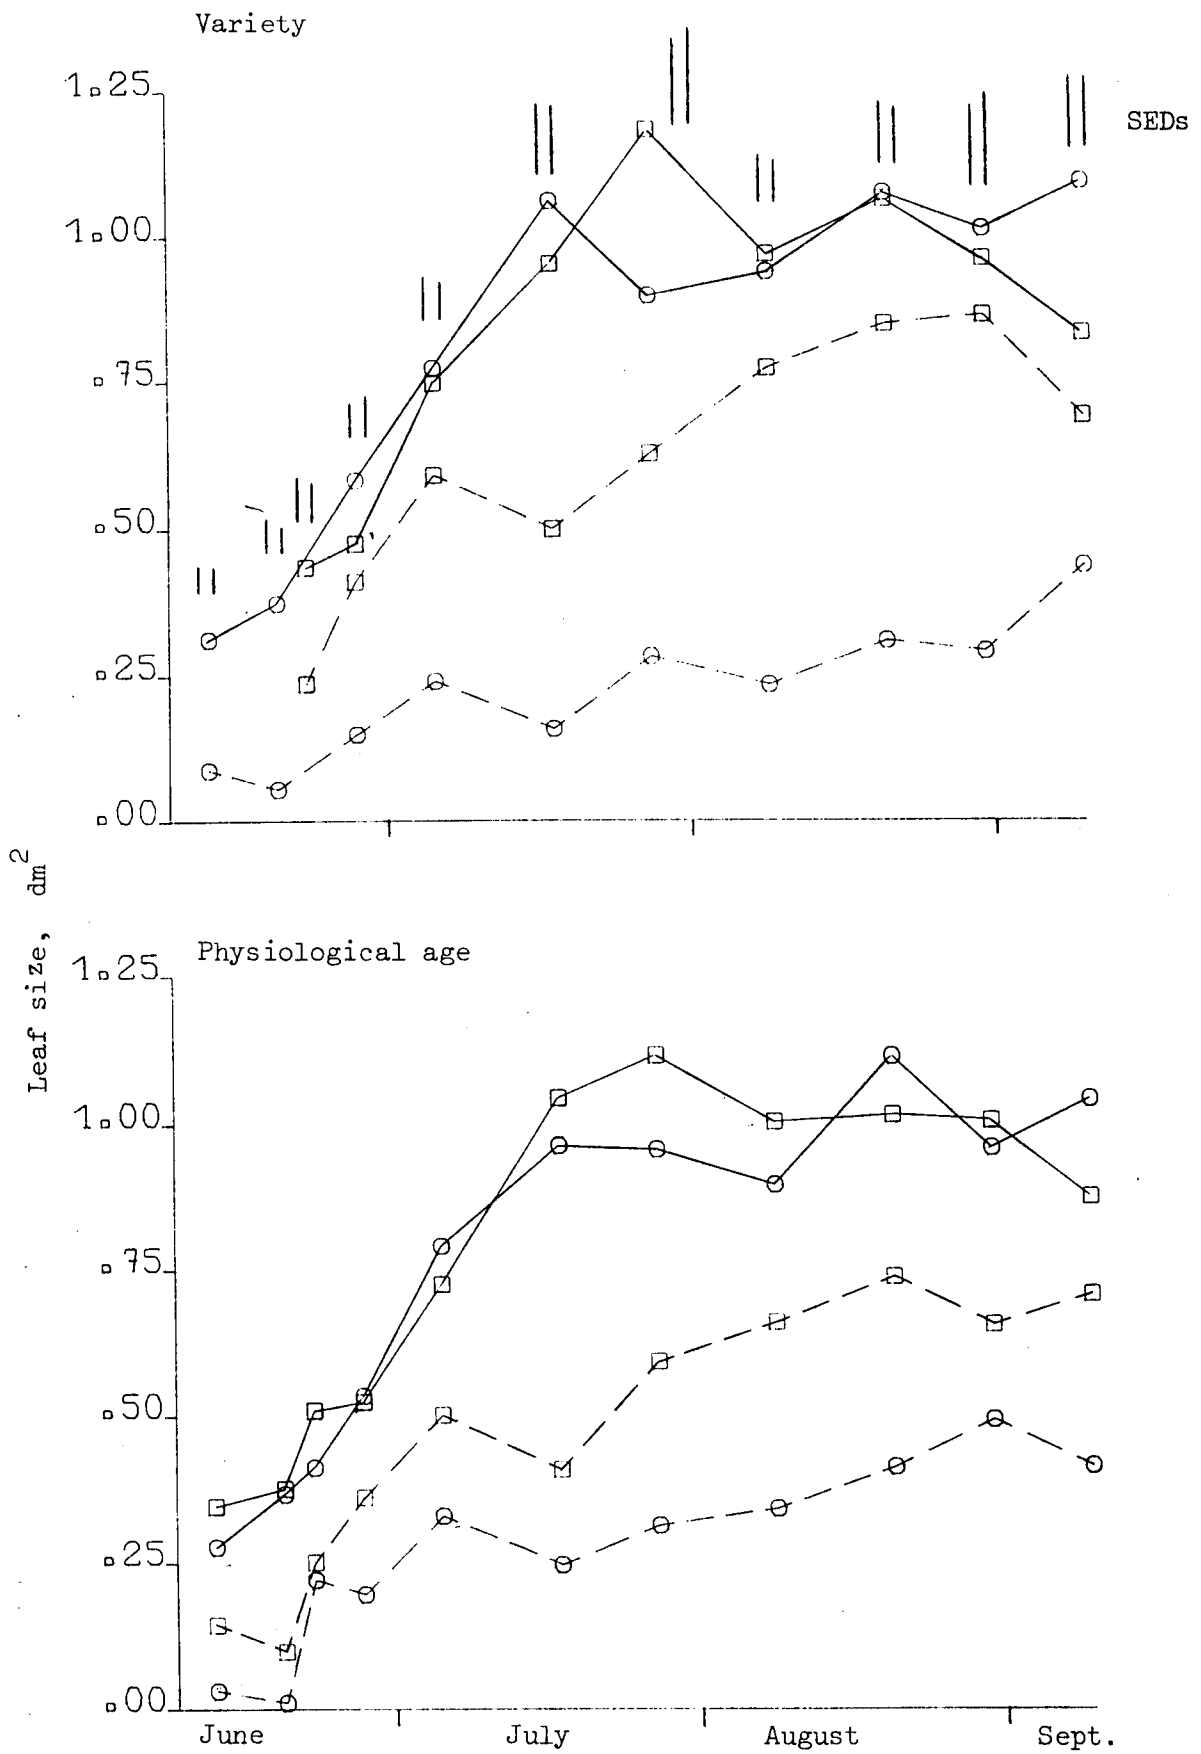 Variety
1.25
SEDs
1.00
.75
.50
.25
.00
Leaf size, dm²
Physiological age
1.25
1.00
.75
.50
.25
.00
June July August Sept.